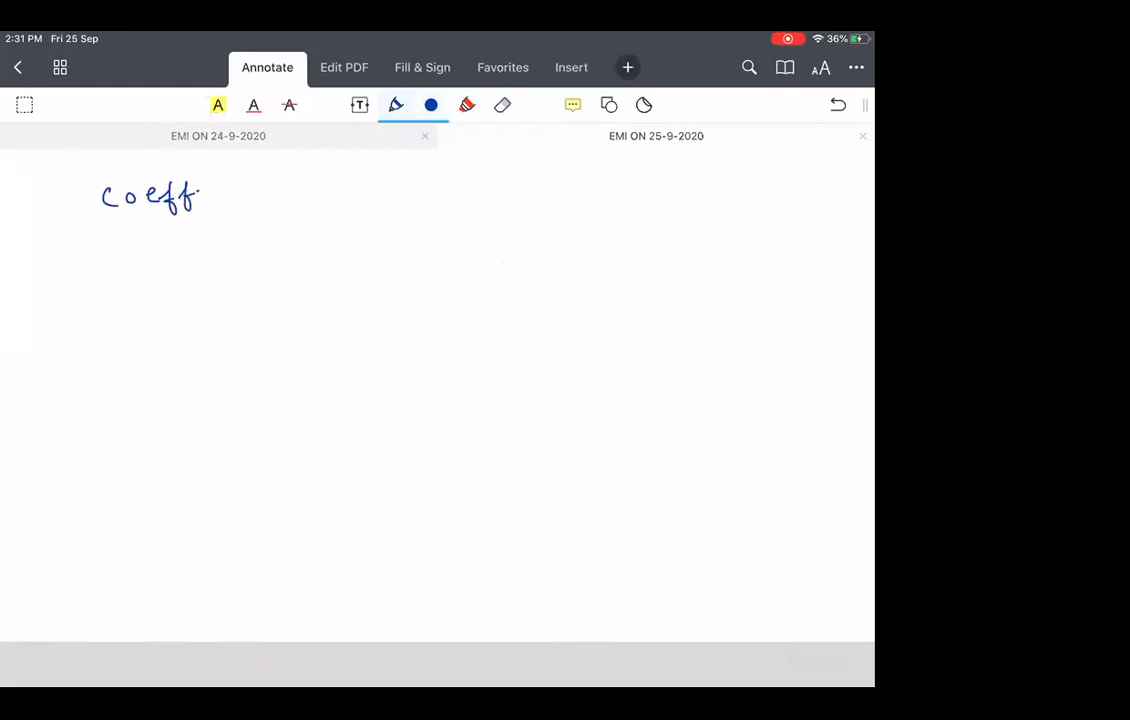 2:31 PM Fri 25 Sep
36%
Annotate Edit PDF Fill & Sign Favorites Insert
AA
A A A T
EMI ON 24-9-2020 EMI ON 25-9-2020
coeff